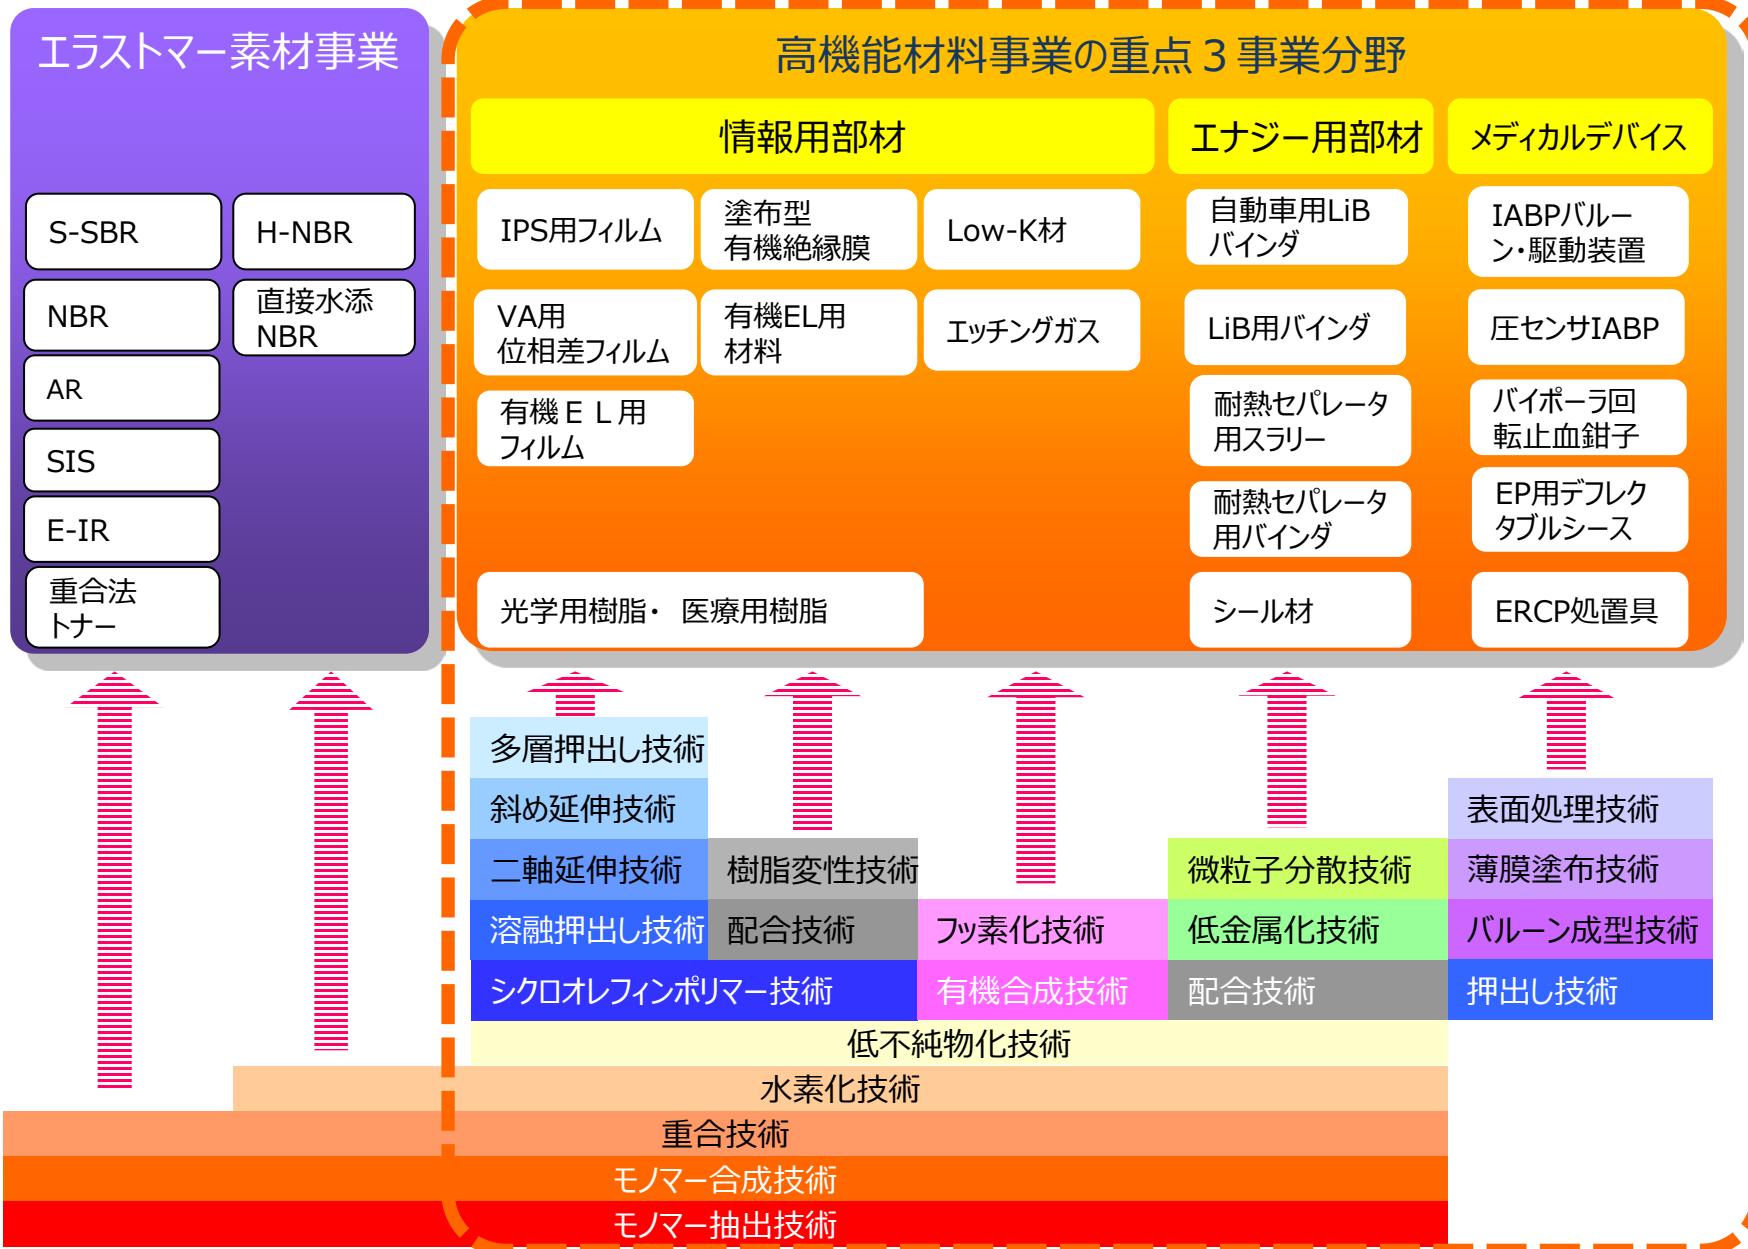 エラストマー素材事業
S-SBR
H-NBR
NBR
直接水添
NBR
AR
SIS
E-IR
重合法
トナー
高機能材料事業の重点3事業分野
情報用部材
エナジー用部材
メディカルデバイス
IPS用フィルム
塗布型
有機絶縁膜
Low-K材
VA用
位相差フィルム
有機EL用
材料
エッチングガス
有機EL用
フィルム
光学用樹脂・ 医療用樹脂
自動車用LiB
バインダ
LiB用バインダ
耐熱セパレータ
用スラリー
耐熱セパレータ
用バインダ
シール材
IABPバルー
ン・駆動装置
圧センサIABP
バイポーラ回
転止血鉗子
EP用デフレク
タブルシース
ERCP処置具
多層押出し技術
斜め延伸技術
二軸延伸技術
溶融押出し技術
樹脂変性技術
配合技術
シクロオレフィンポリマー技術
フッ素化技術
有機合成技術
微粒子分散技術
低金属化技術
配合技術
表面処理技術
薄膜塗布技術
バルーン成型技術
押出し技術
低不純物化技術
水素化技術
重合技術
モノマー合成技術
モノマー抽出技術